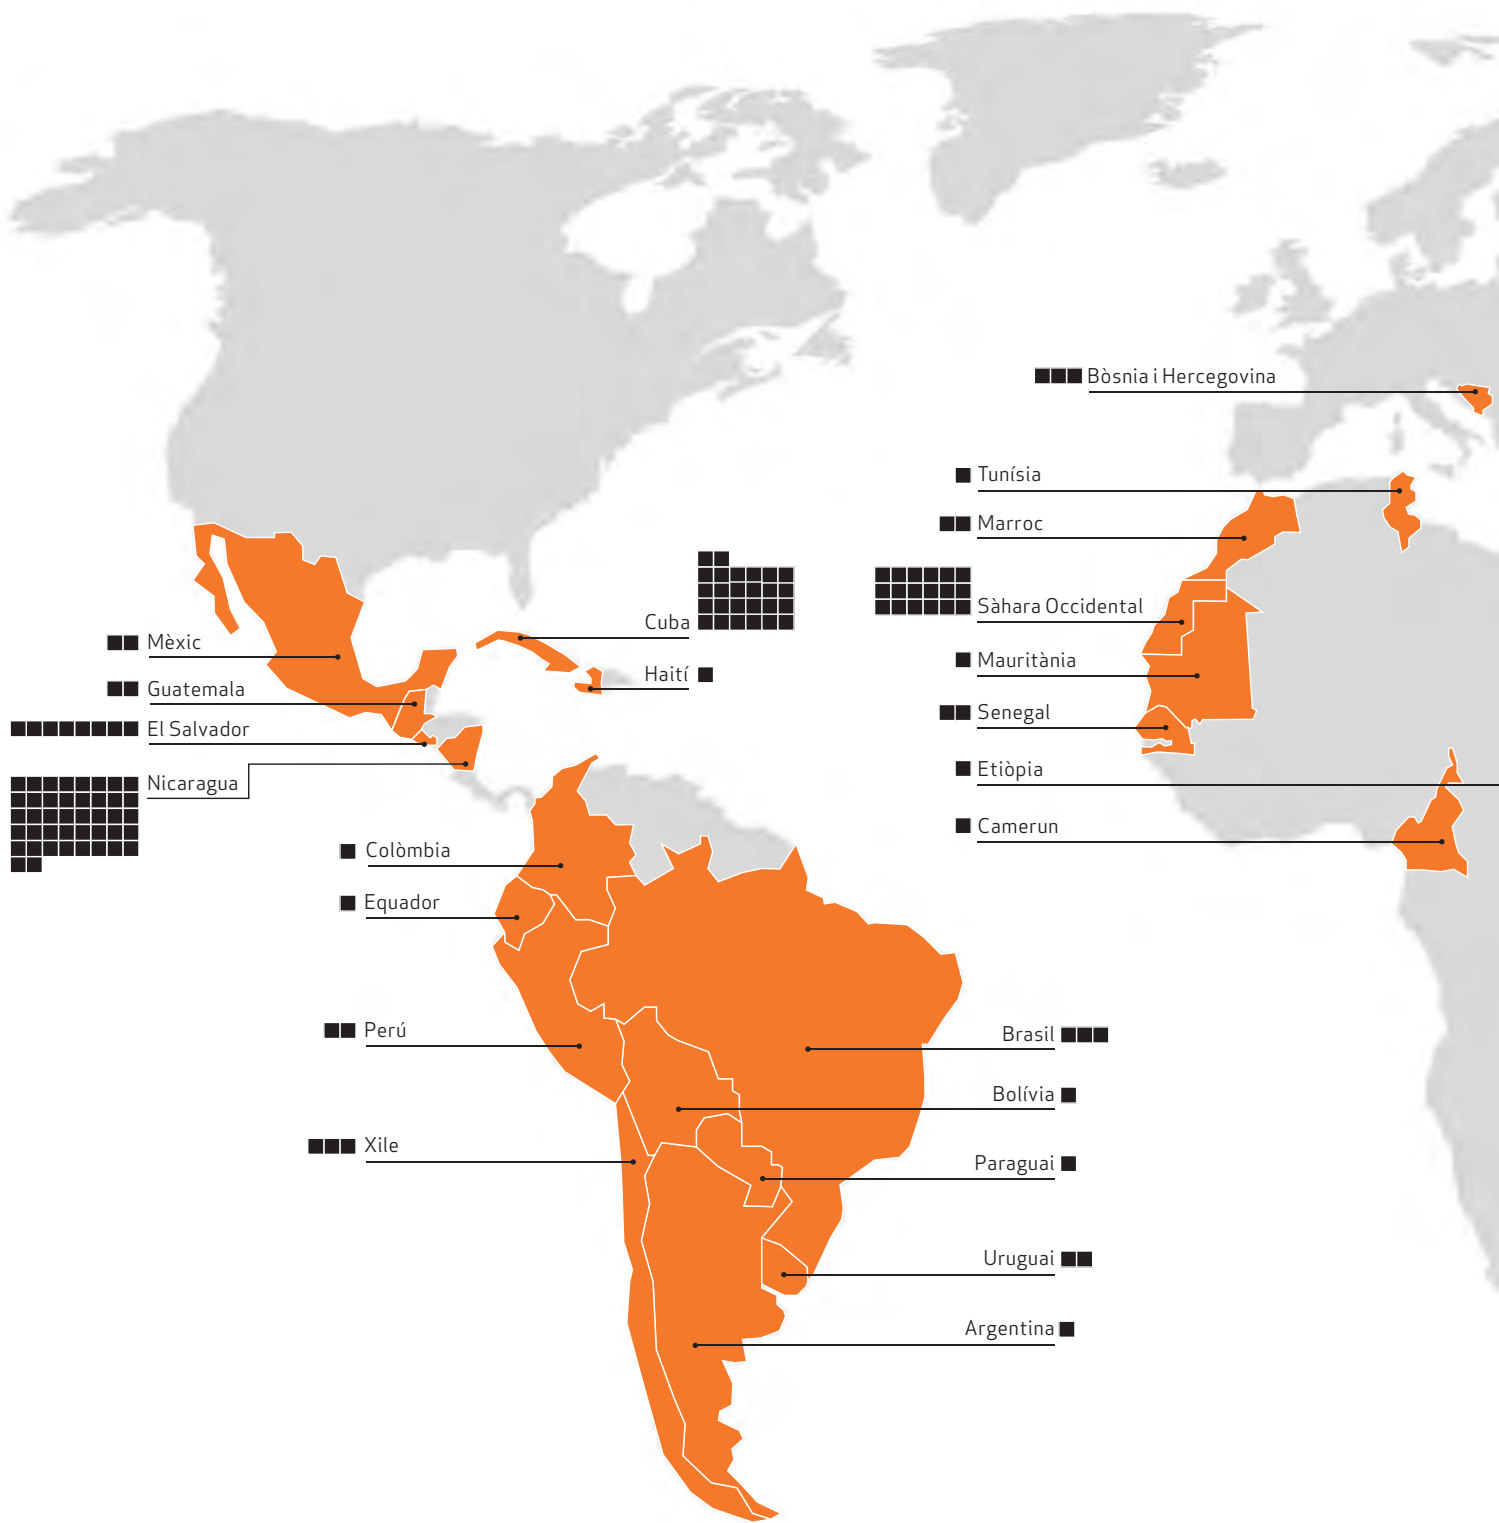 Bòsnia i Hercegovina
Tunísia
Marroc
Sàhara Occidental
Mauritània
Senegal
Etiòpia
Camerun
Cuba
Haití
Mèxic
Guatemala
El Salvador
Nicaragua
Colòmbia
Equador
Perú
Xile
Brasil
Bolívia
Paraguai
Uruguai
Argentina